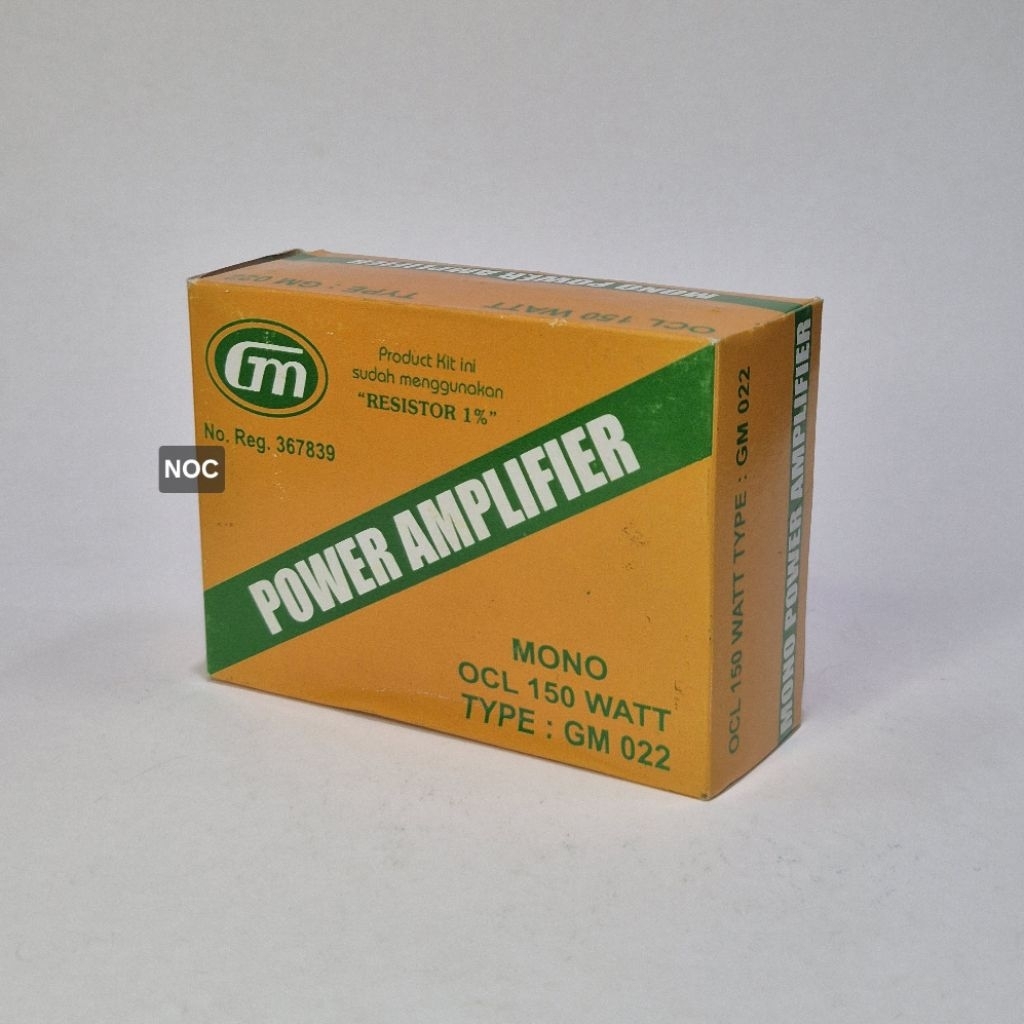 Gm
Product Kit ini
sudah menggunakan
"RESISTOR 1%"
No. Reg. 367839
NOC
POWER AMPLIFIER
MONO
OCL 150 WATT
TYPE : GM 022
MONO POWER AMPLIFIER
OCL 150 WATT TYPE : GM 022
OCL 150 WATT TYPE : GM 022
MONO POWER AMPLIFIER